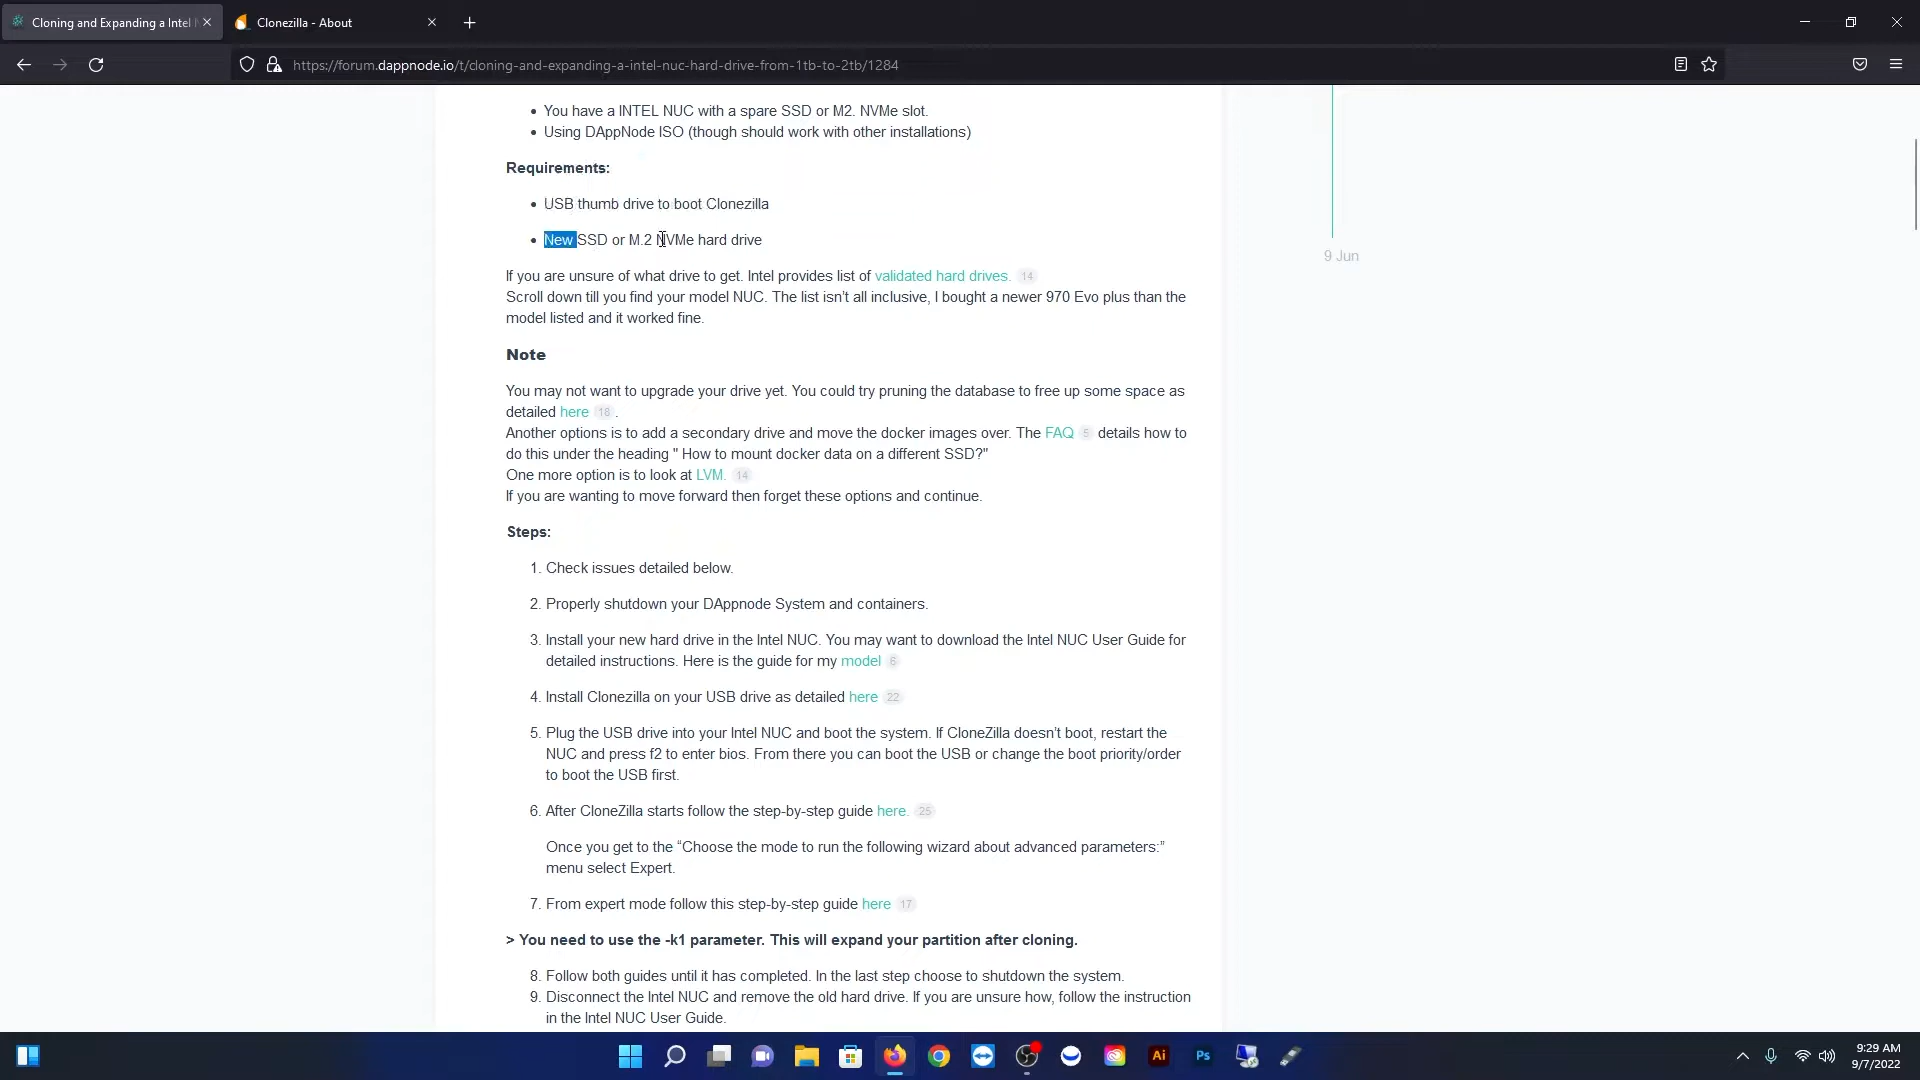 Cloning and Expanding a Intel N
Clonezilla - About
https://forum.dappnode.io/t/cloning-and-expanding-a-intel-nuc-hard-drive-from-1tb-to-2tb/1284
You have a INTEL NUC with a spare SSD or M2. NVMe slot.
Using DAppNode ISO (though should work with other installations)
Requirements:
USB thumb drive to boot Clonezilla
New SSD or M.2 NVMe hard drive
9 Jun
If you are unsure of what drive to get. Intel provides list of validated hard drives. 14
Scroll down till you find your model NUC. The list isn't all inclusive, I bought a newer 970 Evo plus than the
model listed and it worked fine.
Note
You may not want to upgrade your drive yet. You could try pruning the database to free up some space as
detailed here 18.
Another options is to add a secondary drive and move the docker images over. The FAQ 5 details how to
do this under the heading " How to mount docker data on a different SSD?"
One more option is to look at LVM. 14
If you are wanting to move forward then forget these options and continue.
Steps:
1. Check issues detailed below.
2. Properly shutdown your DAppnode System and containers.
3. Install your new hard drive in the Intel NUC. You may want to download the Intel NUC User Guide for
detailed instructions. Here is the guide for my model 6
4. Install Clonezilla on your USB drive as detailed here 22
5. Plug the USB drive into your Intel NUC and boot the system. If CloneZilla doesn't boot, restart the
NUC and press f2 to enter bios. From there you can boot the USB or change the boot priority/order
to boot the USB first.
6. After CloneZilla starts follow the step-by-step guide here. 25
Once you get to the “Choose the mode to run the following wizard about advanced parameters:”
menu select Expert.
7. From expert mode follow this step-by-step guide here 17
> You need to use the -k1 parameter. This will expand your partition after cloning.
8. Follow both guides until it has completed. In the last step choose to shutdown the system.
9. Disconnect the Intel NUC and remove the old hard drive. If you are unsure how, follow the instruction
in the Intel NUC User Guide.
Ai
Ps
9:29 AM
9/7/2022